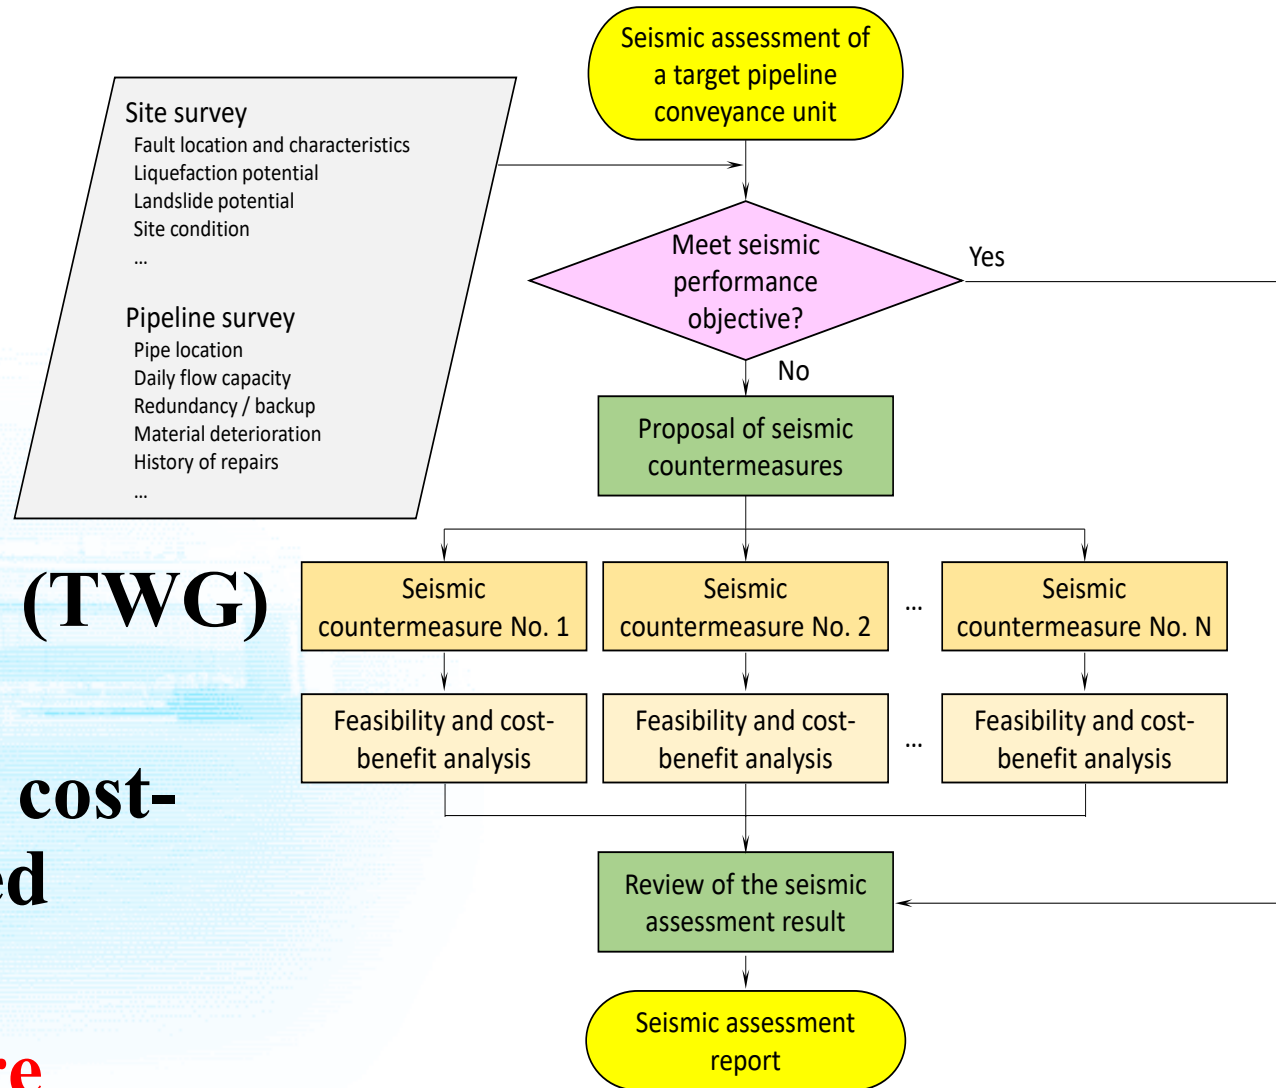 Seismic assessment of
a target pipeline
conveyance unit
Site survey
Fault location and characteristics
Liquefaction potential
Landslide potential
Site condition
...
Pipeline survey
Pipe location
Daily flow capacity
Redundancy / backup
Material deterioration
History of repairs
...
Meet seismic
performance
objective?
Yes
No
Proposal of seismic
countermeasures
(TWG)
Seismic
countermeasure No. 1
Seismic
countermeasure No. 2
...
Seismic
countermeasure No. N
Feasibility and cost-
benefit analysis
Feasibility and cost-
benefit analysis
...
Feasibility and cost-
benefit analysis
cost-
ed
Review of the seismic
assessment result
Seismic assessment
report
re